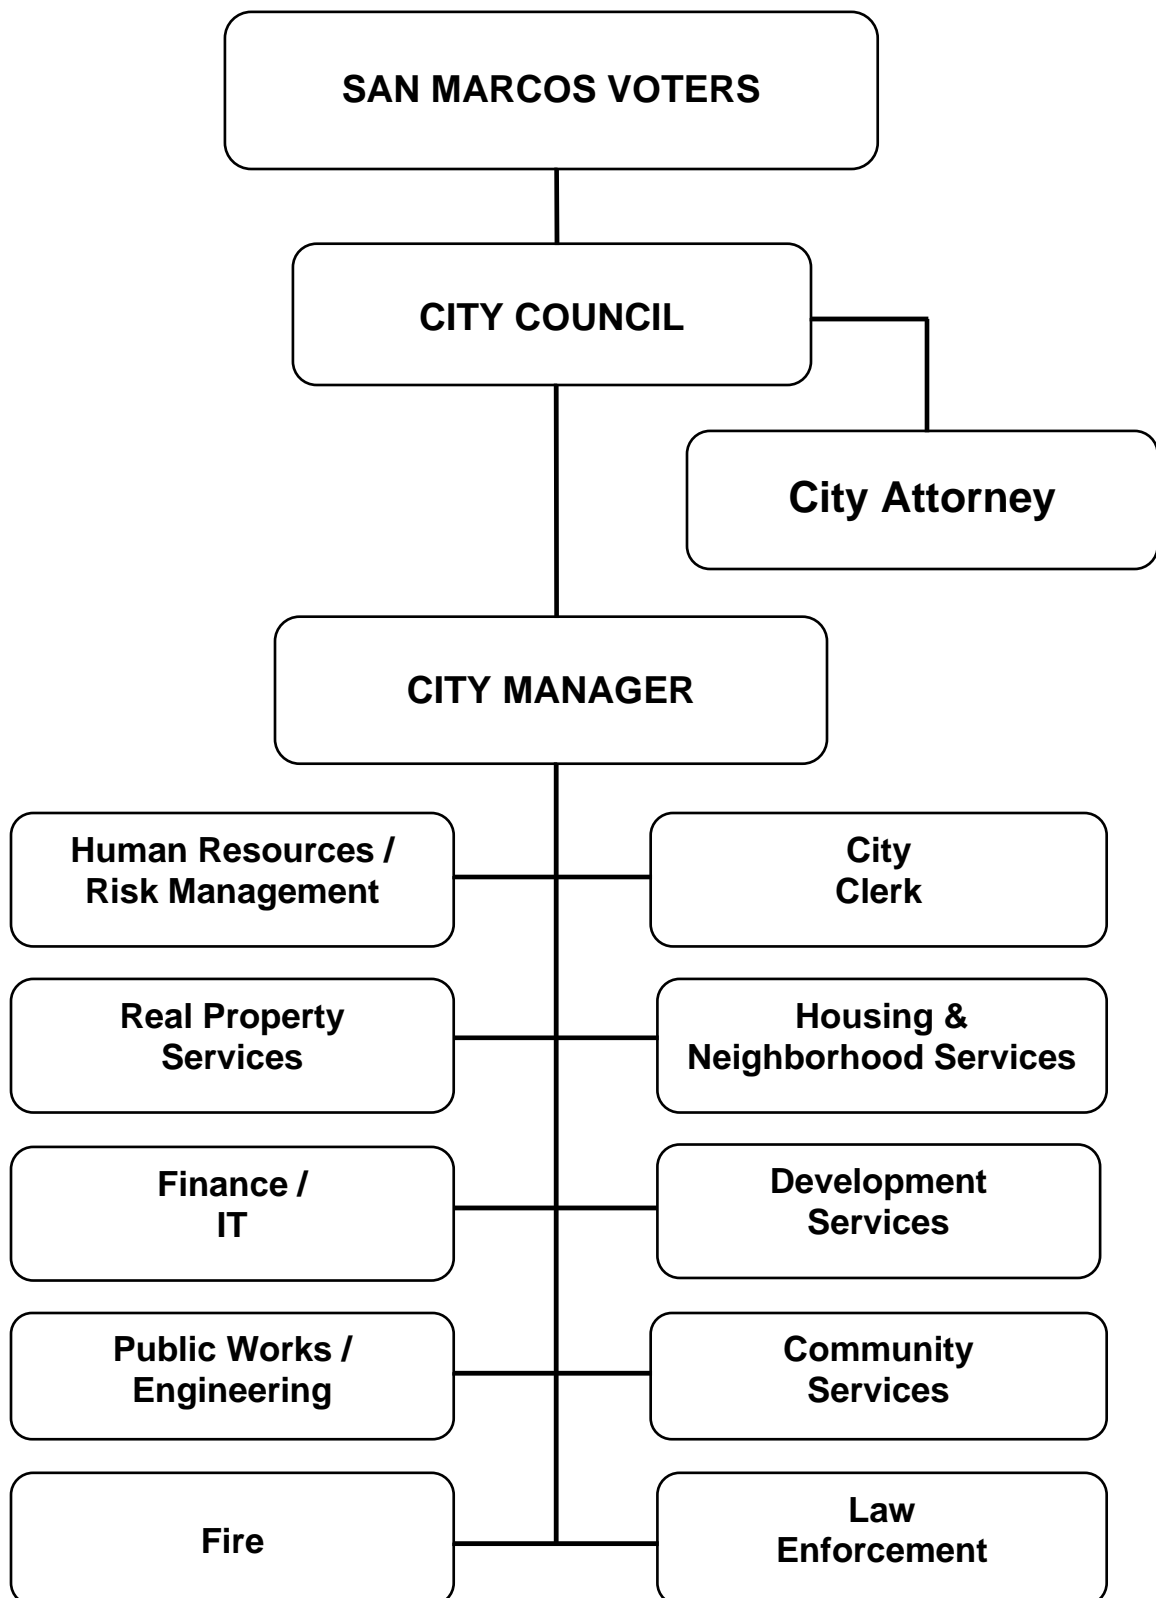 SAN MARCOS VOTERS
CITY COUNCIL
City Attorney
CITY MANAGER
Human Resources /
Risk Management
City
Clerk
Real Property
Services
Housing &
Neighborhood Services
Finance /
IT
Development
Services
Public Works /
Engineering
Community
Services
Fire
Law
Enforcement